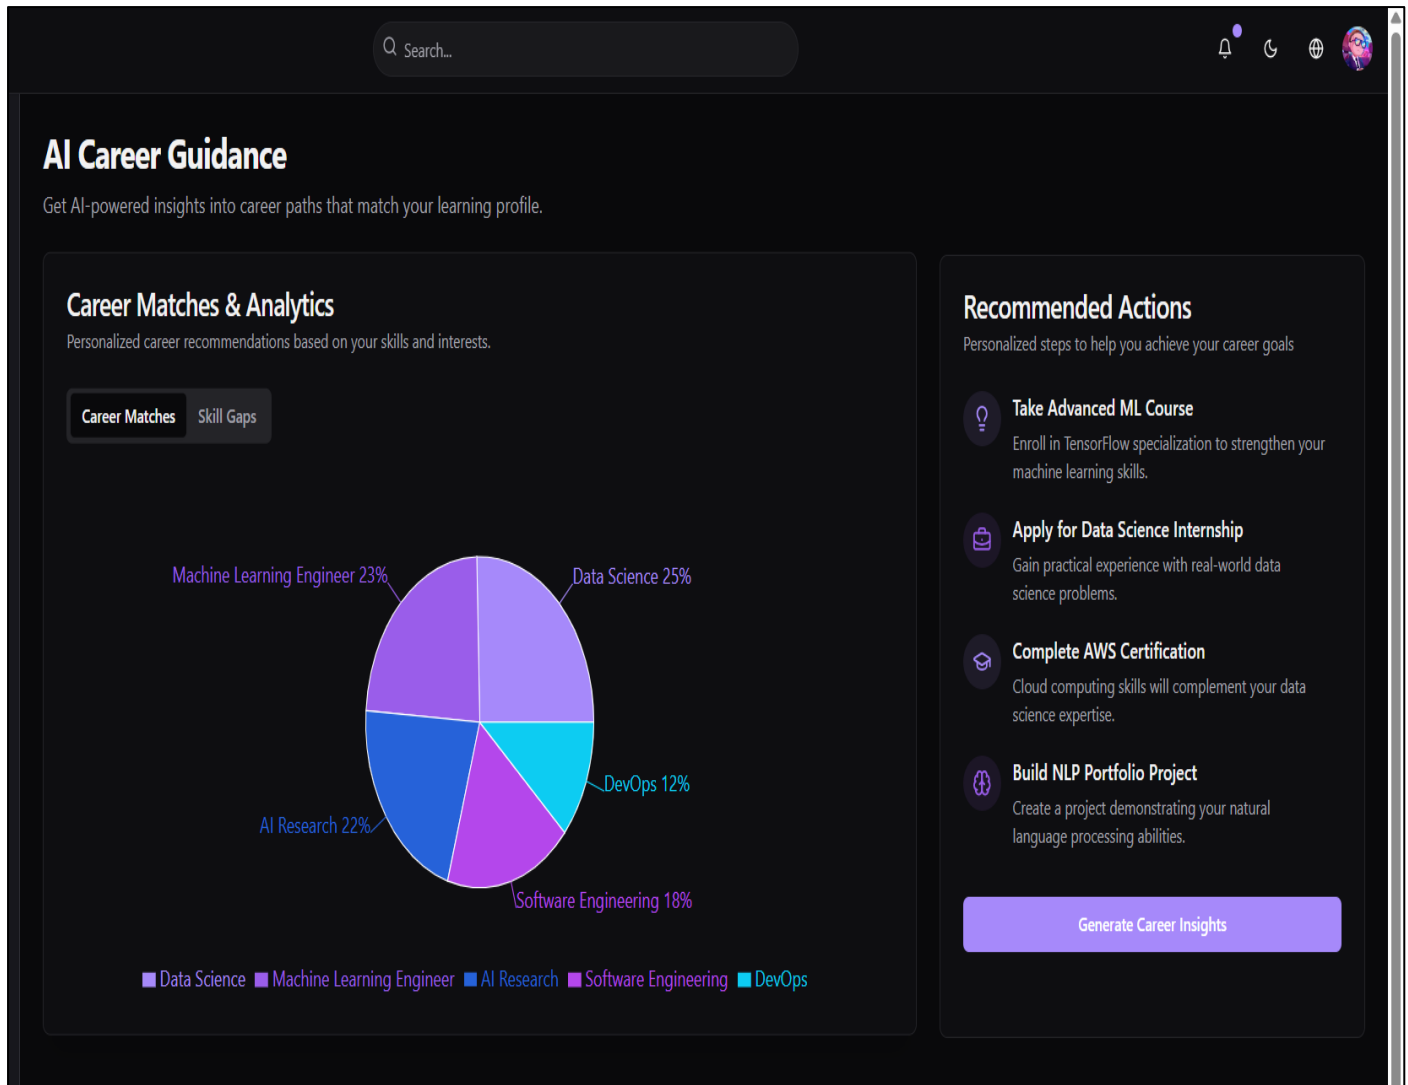 Search...
AI Career Guidance
Get AI-powered insights into career paths that match your learning profile.
Career Matches & Analytics
Personalized career recommendations based on your skills and interests.
Career Matches Skill Gaps
Machine Learning Engineer 23%
Data Science 25%
DevOps 12%
AI Research 22%
Software Engineering 18%
Data Science Machine Learning Engineer AI Research Software Engineering DevOps
Recommended Actions
Personalized steps to help you achieve your career goals
Take Advanced ML Course
Enroll in TensorFlow specialization to strengthen your
machine learning skills.
Apply for Data Science Internship
Gain practical experience with real-world data
science problems.
Complete AWS Certification
Cloud computing skills will complement your data
science expertise.
Build NLP Portfolio Project
Create a project demonstrating your natural
language processing abilities.
Generate Career Insights